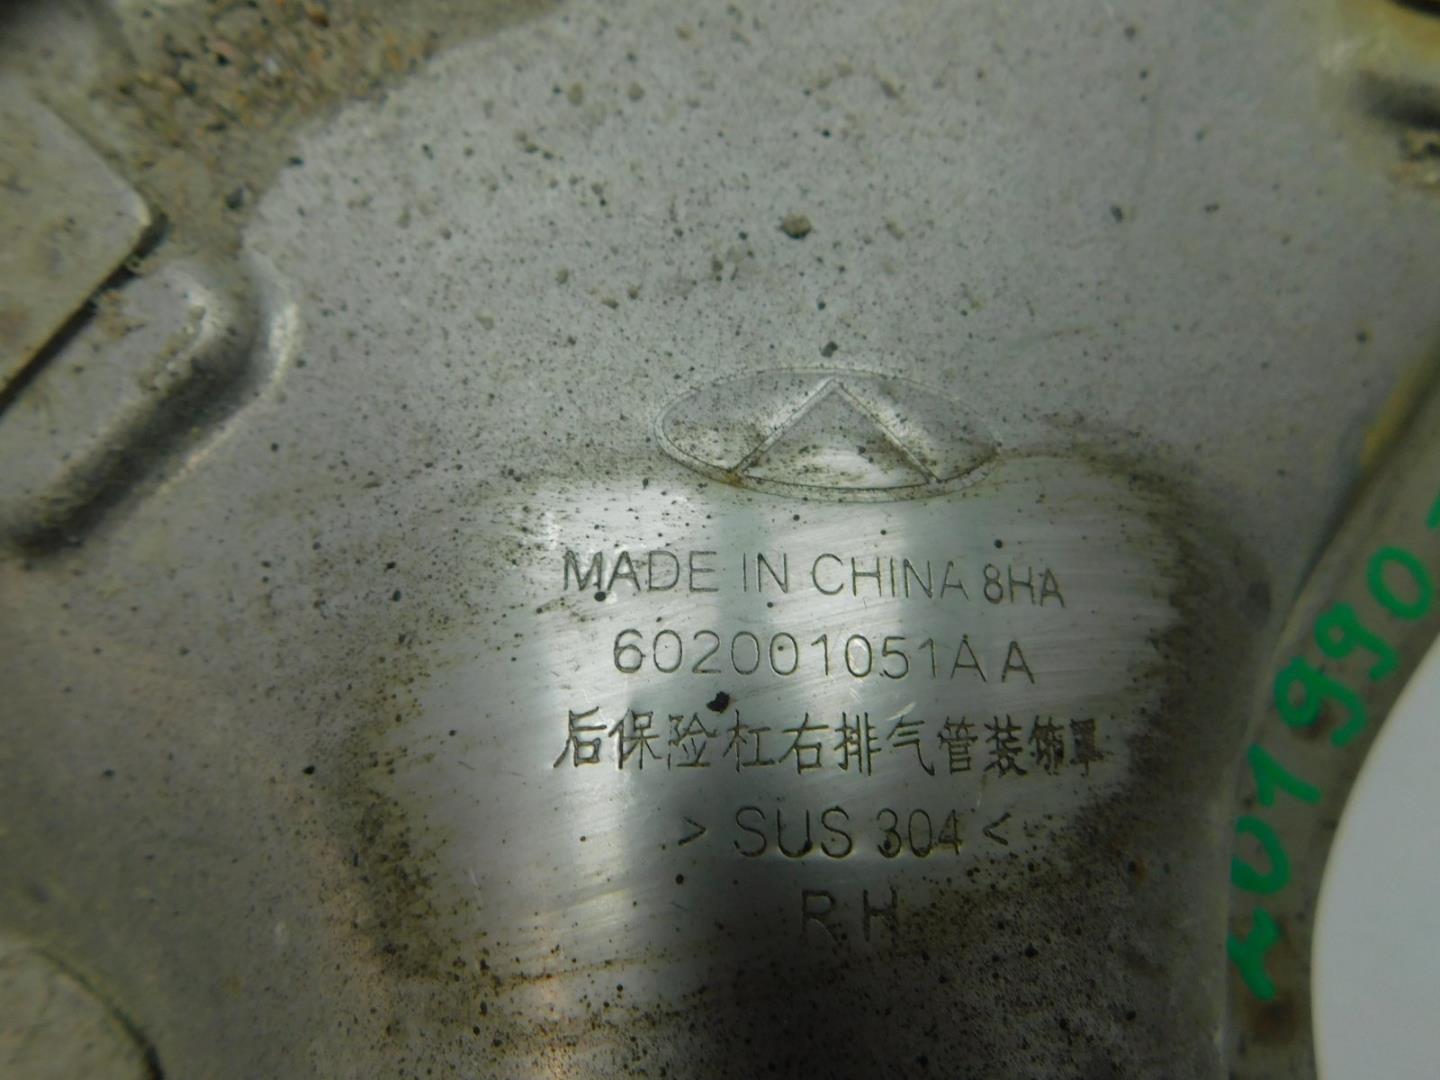 MADE IN CHINA 8HA
602001051AA
后保险杠右排气管装饰罩
> SUS 304 <
RH